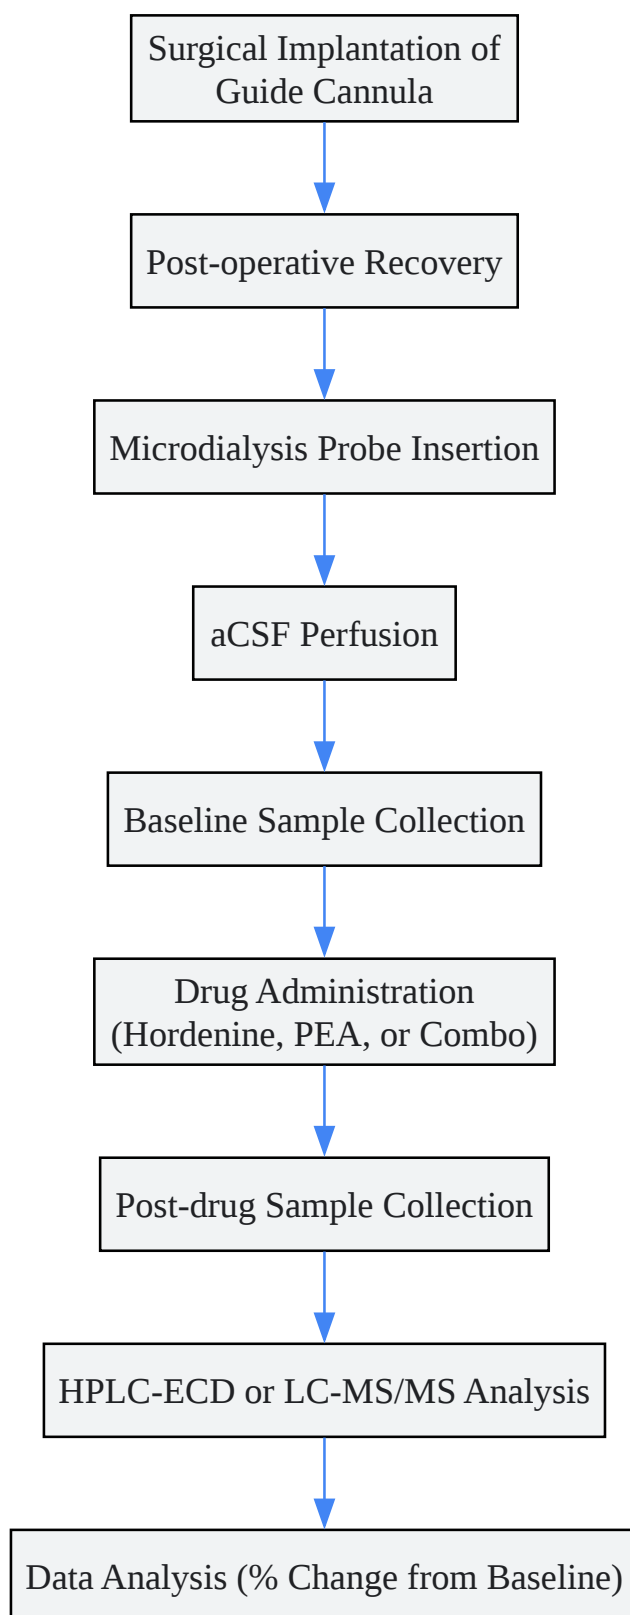 Surgical Implantation of
Guide Cannula
Post-operative Recovery
Microdialysis Probe Insertion
aCSF Perfusion
Baseline Sample Collection
Drug Administration
(Hordenine, PEA, or Combo)
Post-drug Sample Collection
HPLC-ECD or LC-MS/MS Analysis
Data Analysis (% Change from Baseline)